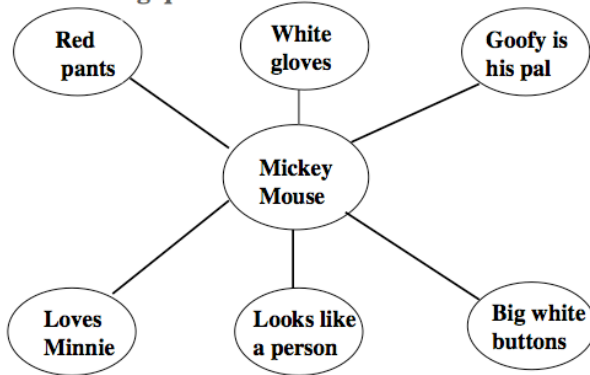 Red
pants
White
gloves
Goofy is
his pal
Mickey
Mouse
Loves
Minnie
Looks like
a person
Big white
buttons